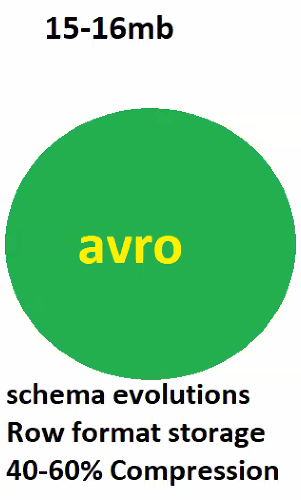 15-16mb
avro
schema evolutions
Row format storage
40-60% Compression